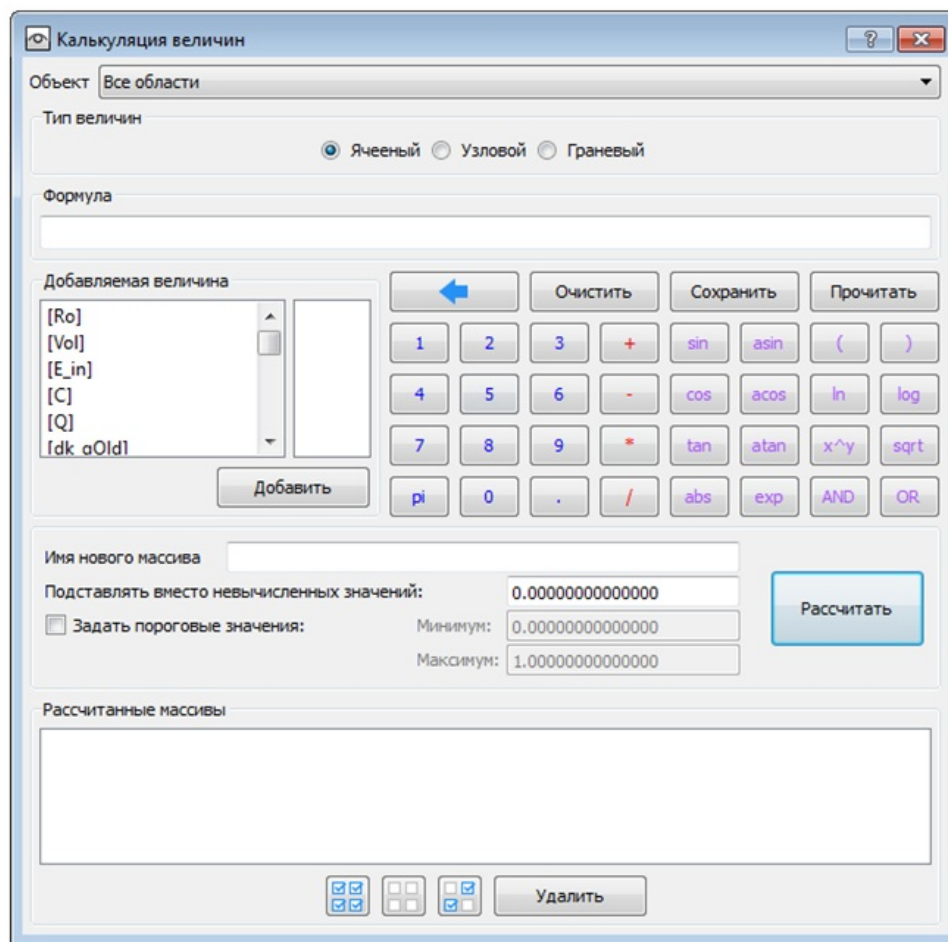 Калькуляция величин
Объект Все области
Тип величин
Ячееный Узловой Граневый
Формула
Добавляемая величина
[Ro]
[Vol]
[E_in]
[C]
[Q]
[dk_gOld]
Добавить
Очистить Сохранить Прочитать
1 2 3 + sin asin ( )
4 5 6 - cos acos ln log
7 8 9 * tan atan x^y sqrt
pi 0 . / abs exp AND OR
Имя нового массива
Подставлять вместо невычисленных значений: 0.00000000000000
Задать пороговые значения: Минимум: 0.00000000000000
Максимум: 1.00000000000000
Рассчитать
Рассчитанные массивы
Удалить